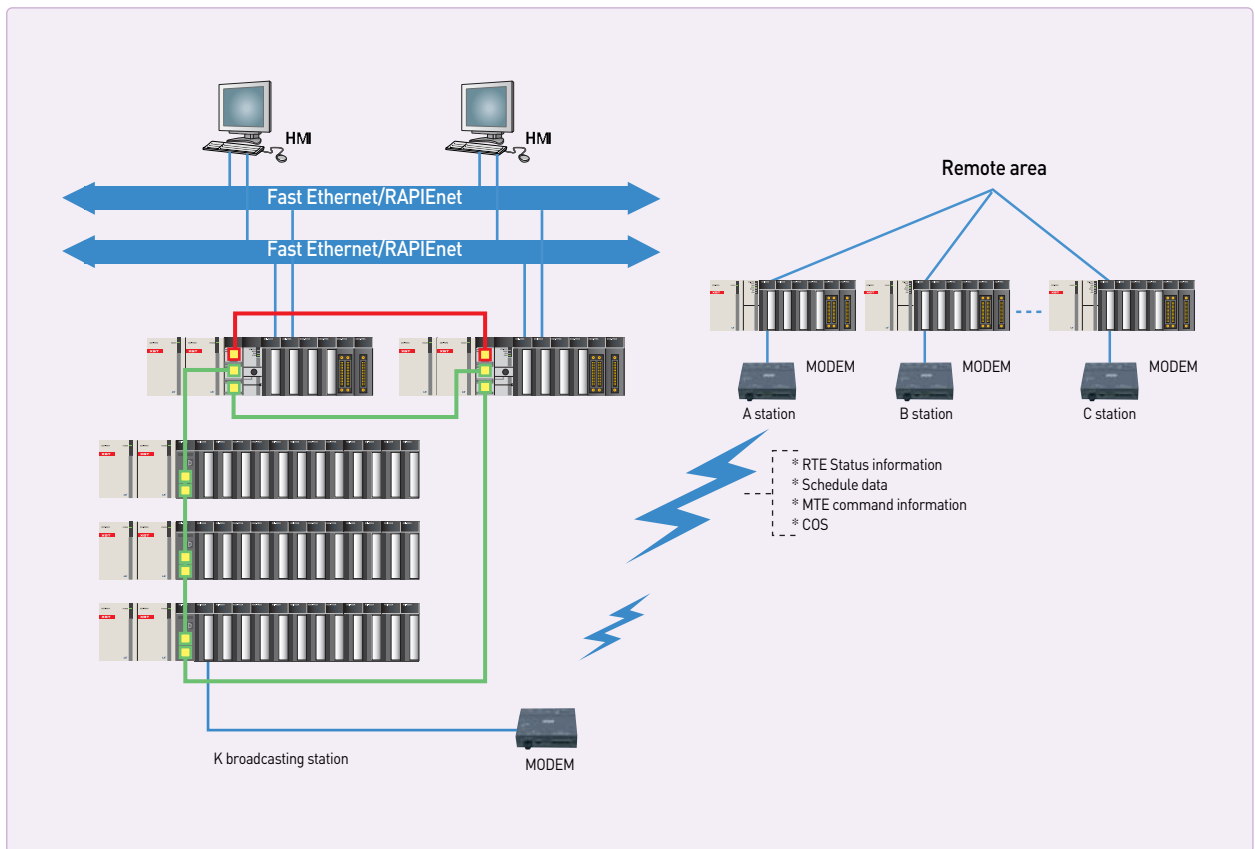 HMI
HMI
Fast Ethernet/RAPIEnet
Fast Ethernet/RAPIEnet
Remote area
MODEM
MODEM
MODEM
A station
B station
C station
* RTE Status information
* Schedule data
* MTE command information
* COS
K broadcasting station
MODEM